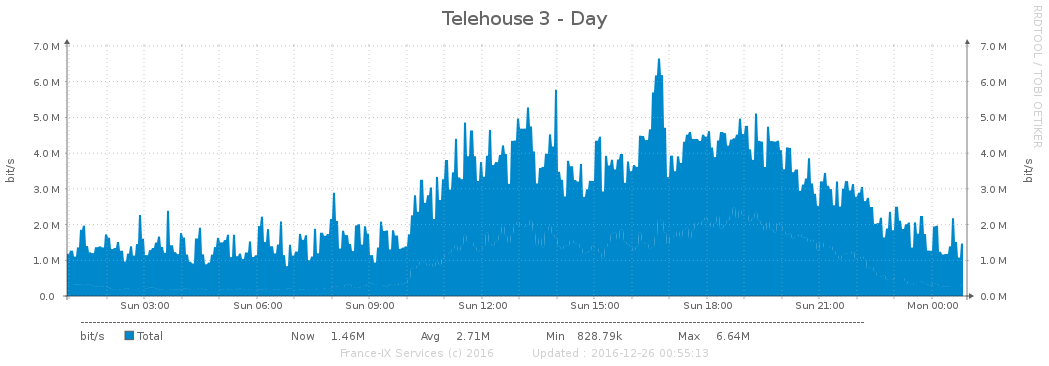 Telehouse 3 - Day
RRDTOOL / TOBI OETIKER
bit/s
7.0 M
6.0 M
5.0 M
4.0 M
3.0 M
2.0 M
1.0 M
0.0
7.0 M
6.0 M
5.0 M
4.0 M
3.0 M
2.0 M
1.0 M
0.0 M
bit/s
Sun 03:00 Sun 06:00 Sun 09:00 Sun 12:00 Sun 15:00 Sun 18:00 Sun 21:00 Mon 00:00
bit/s Total Now 1.46M Avg 2.71M Min 828.79k Max 6.64M
France-IX Services (c) 2016 Updated : 2016-12-26 00:55:13